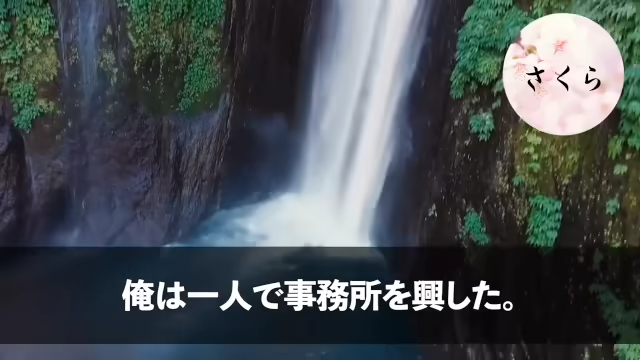 さくら
俺は一人で事務所を興した。